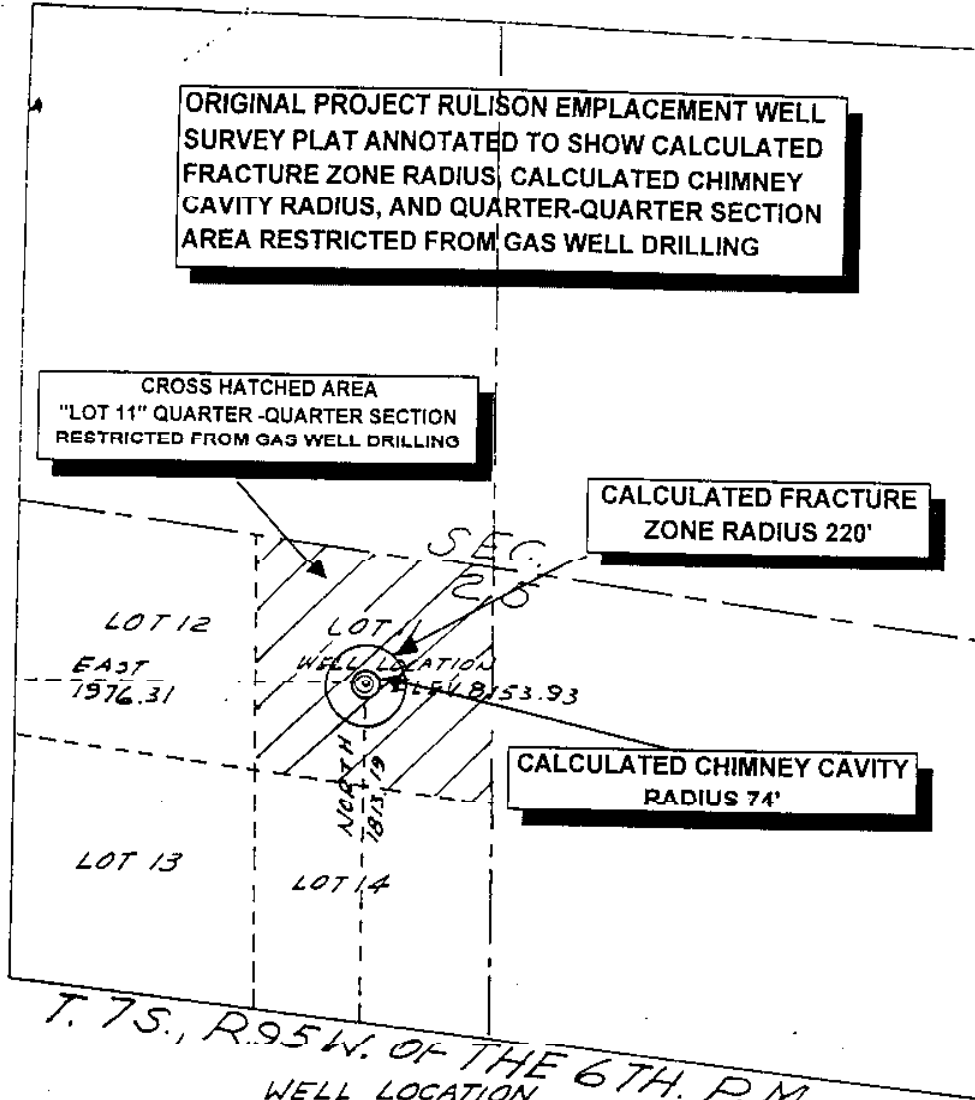 ORIGINAL PROJECT RULISON EMPLACEMENT WELL
SURVEY PLAT ANNOTATED TO SHOW CALCULATED
FRACTURE ZONE RADIUS, CALCULATED CHIMNEY
CAVITY RADIUS, AND QUARTER-QUARTER SECTION
AREA RESTRICTED FROM GAS WELL DRILLING
CROSS HATCHED AREA
"LOT 11" QUARTER -QUARTER SECTION
RESTRICTED FROM GAS WELL DRILLING
CALCULATED FRACTURE
ZONE RADIUS 220'
SEC.
25
LOT 12
LOT 11
EAST
1976.31
WELL LOCATION
ELEV 8153.93
CALCULATED CHIMNEY CAVITY
RADIUS 74'
NORTH
1813.19
LOT 13
LOT 14
T. 7S., R.95W. OF THE 6TH. P.M.
WELL LOCATION